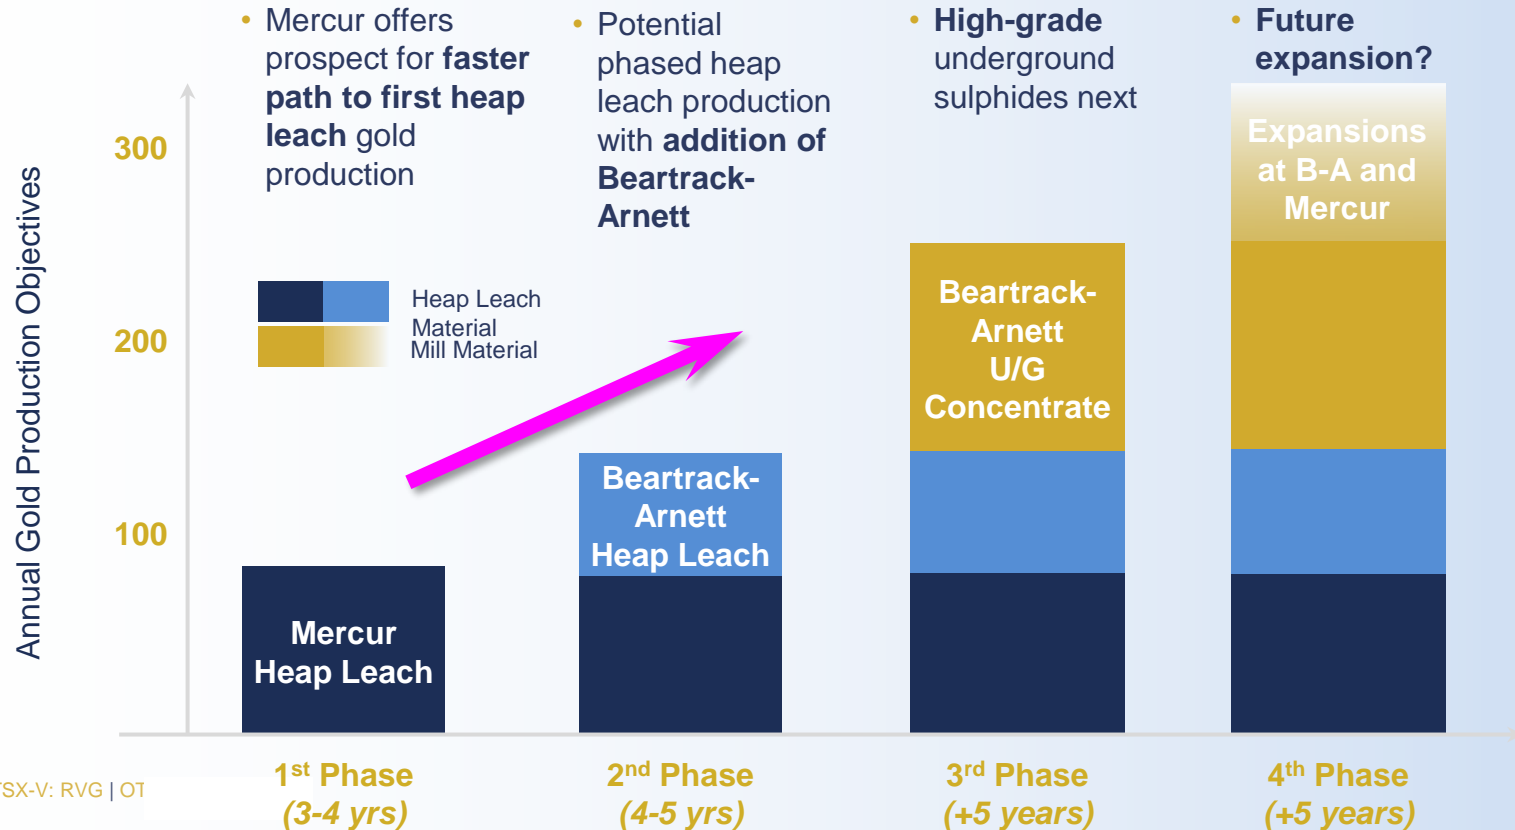 • Mercur offers
prospect for faster
path to first heap
leach gold
production
• Potential
phased heap
leach production
with addition of
Beartrack-
Arnett
• High-grade
underground
sulphides next
• Future
expansion?
Annual Gold Production Objectives
300
200
100
Heap Leach
Material
Mill Material
Mercur
Heap Leach
Beartrack-
Arnett
Heap Leach
Beartrack-
Arnett
U/G
Concentrate
Expansions
at B-A and
Mercur
1st Phase
(3-4 yrs)
2nd Phase
(4-5 yrs)
3rd Phase
(+5 years)
4th Phase
(+5 years)
TSX-V: RVG | OT